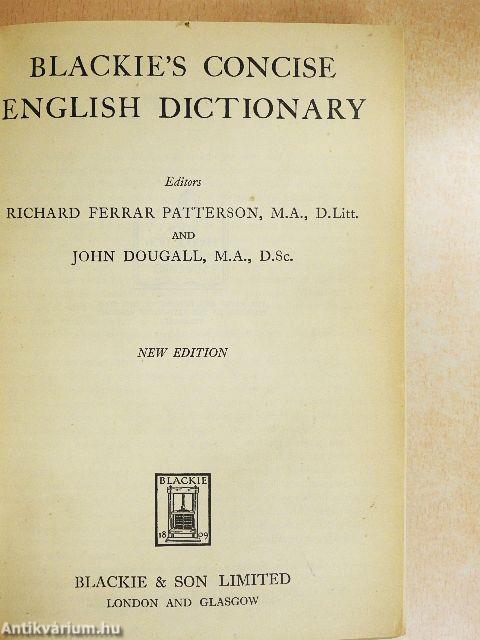 BLACKIE'S CONCISE
ENGLISH DICTIONARY
Editors
RICHARD FERRAR PATTERSON, M.A., D.Litt.
AND
JOHN DOUGALL, M.A., D.Sc.
NEW EDITION
BLACKIE
18 09
BLACKIE & SON LIMITED
LONDON AND GLASGOW
Antikvárium.hu